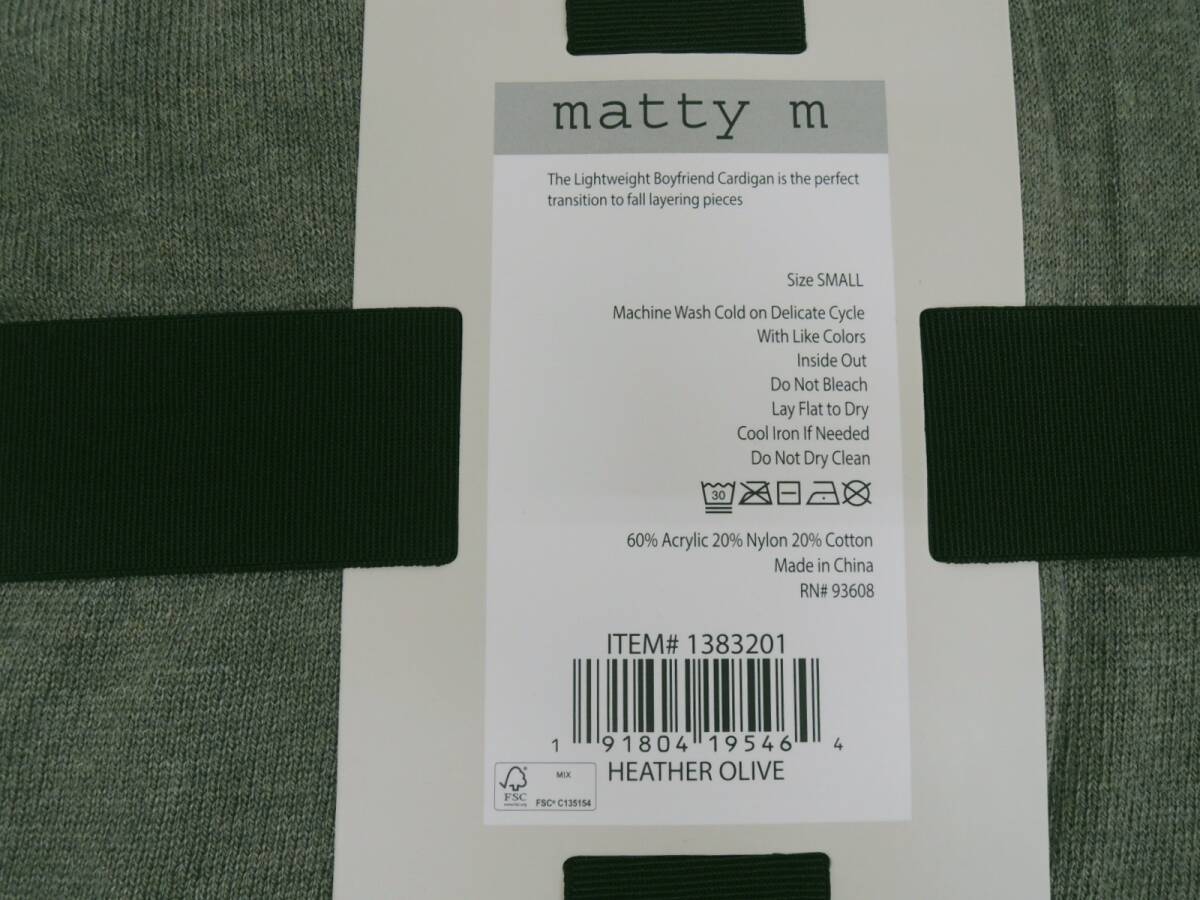 matty m
The Lightweight Boyfriend Cardigan is the perfect
transition to fall layering pieces
Size SMALL
Machine Wash Cold on Delicate Cycle
With Like Colors
Inside Out
Do Not Bleach
Lay Flat to Dry
Cool Iron If Needed
Do Not Dry Clean
30
60% Acrylic 20% Nylon 20% Cotton
Made in China
RN# 93608
ITEM# 1383201
1 91804 19546 4
HEATHER OLIVE
MIX
FSC
FSC® C135154